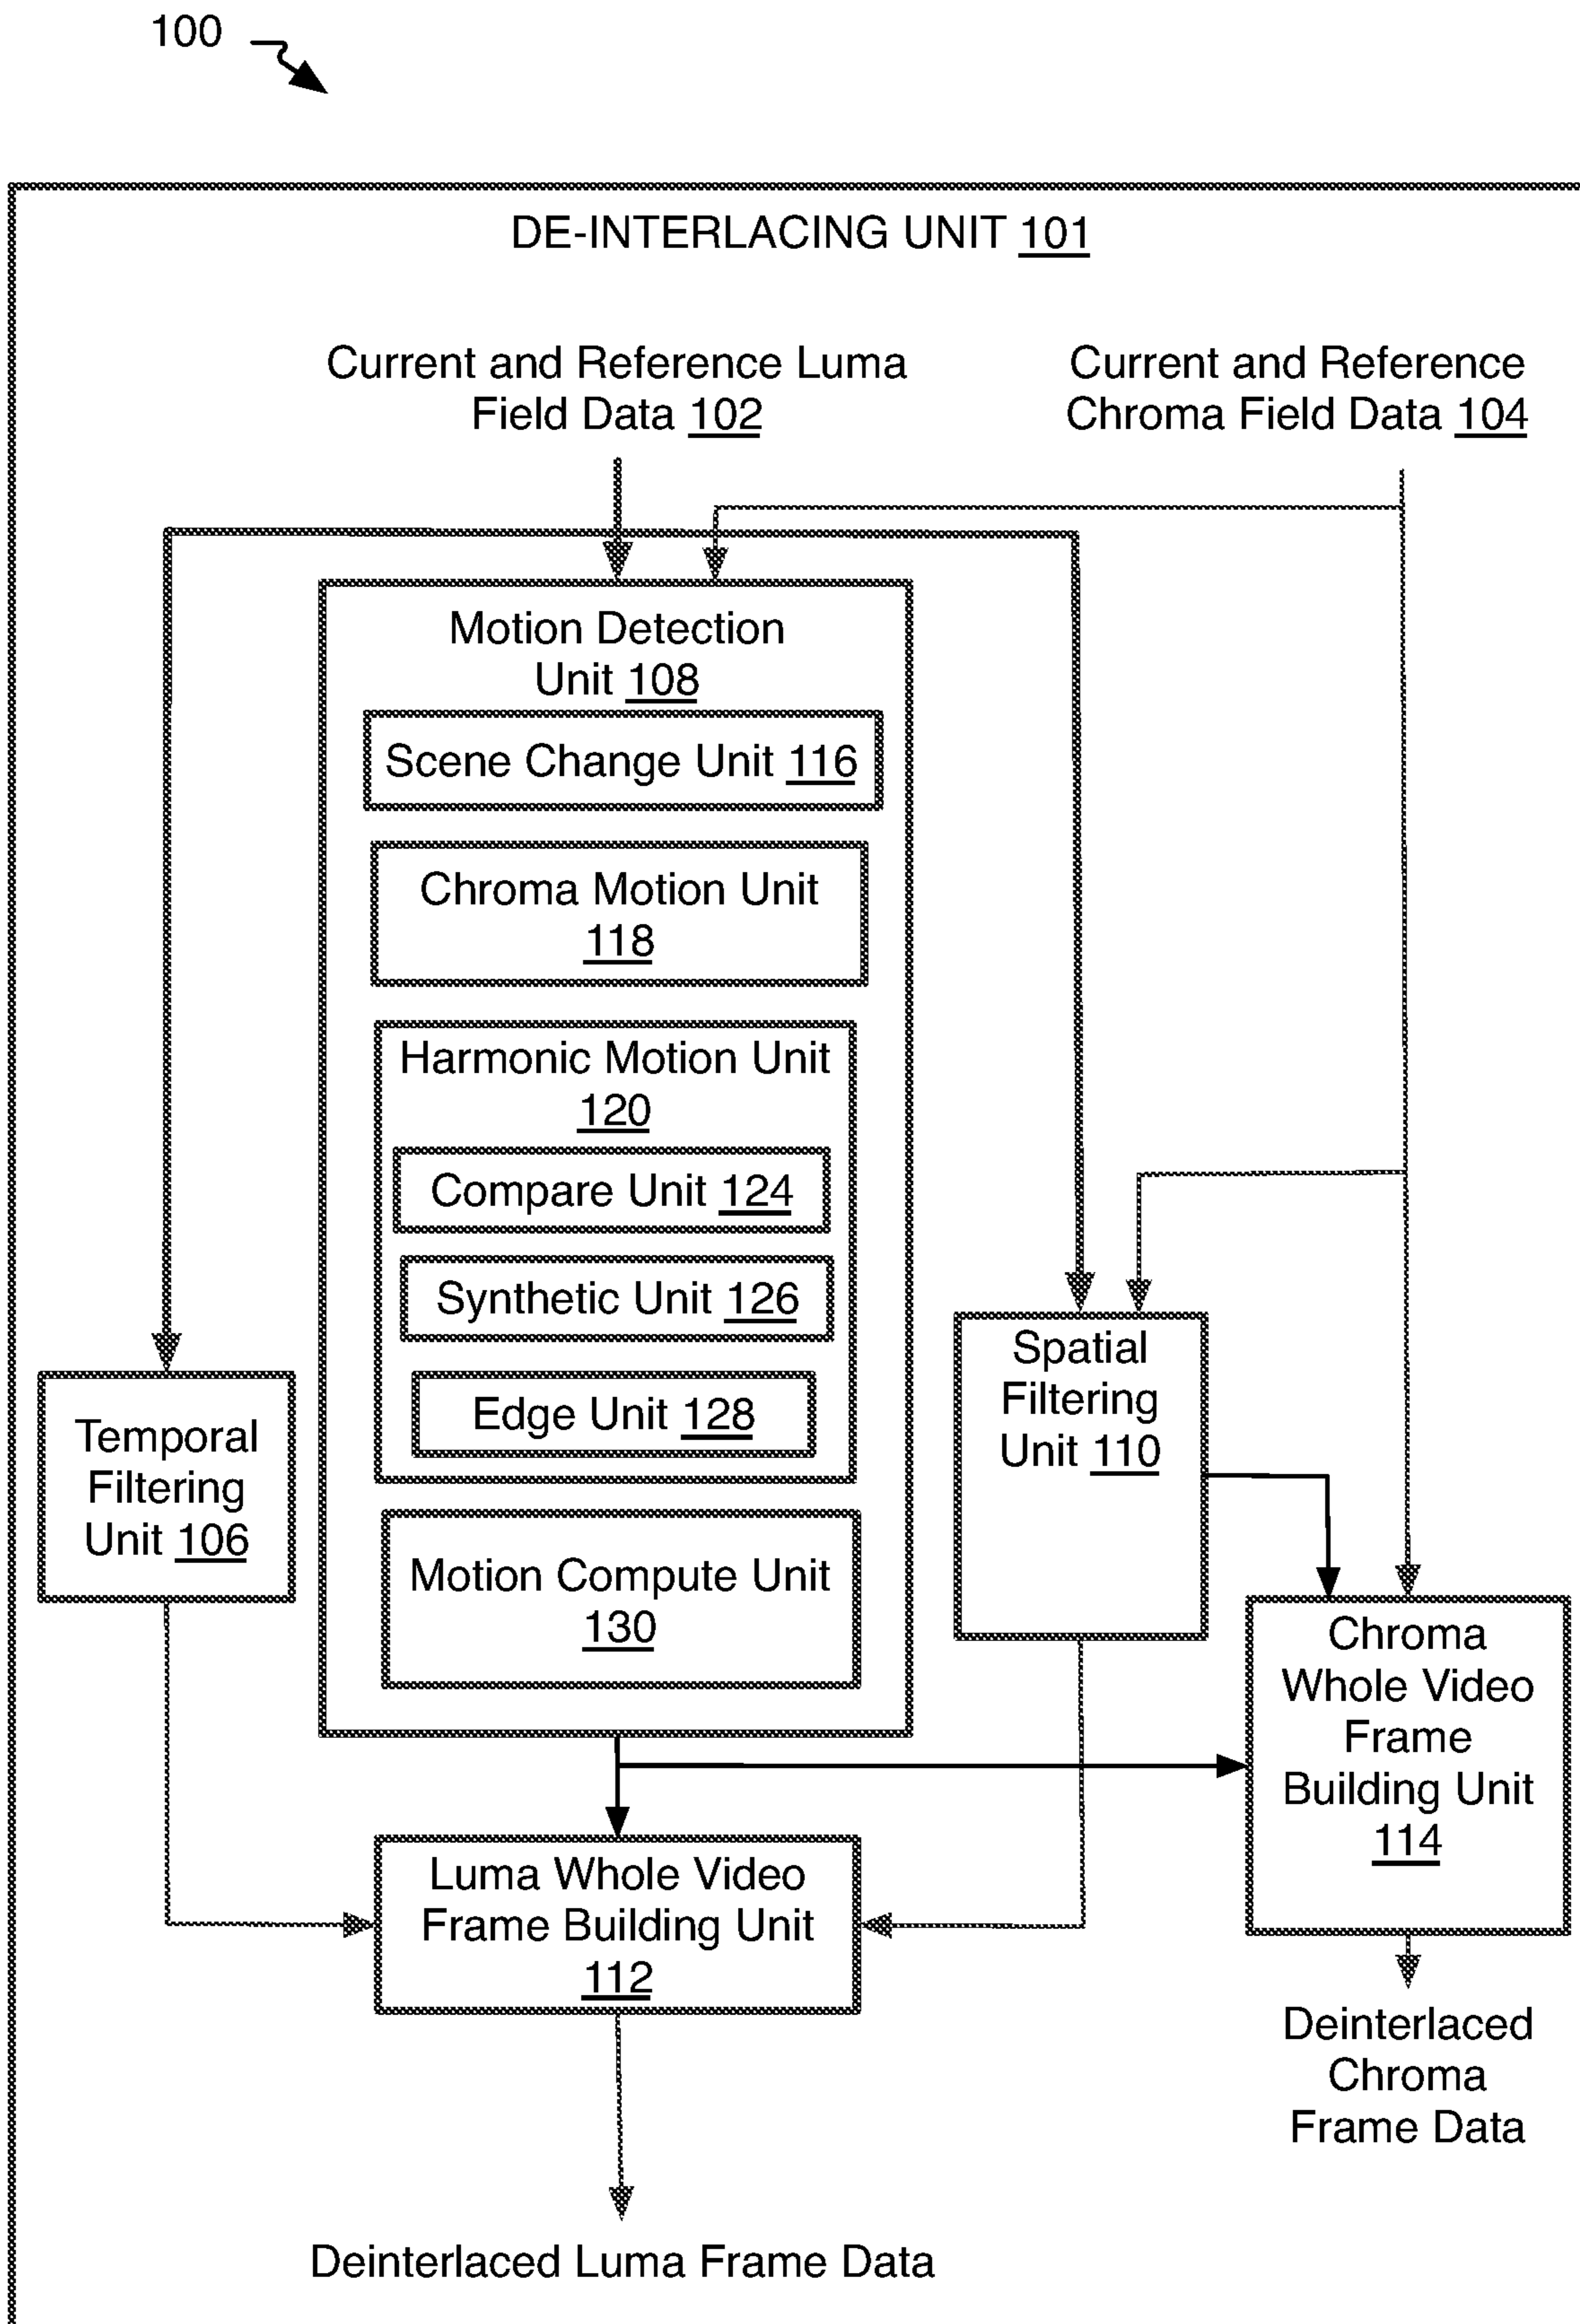 100
DE-INTERLACING UNIT 101
Current and Reference Luma
Field Data 102
Current and Reference
Chroma Field Data 104
Motion Detection
Unit 108
Scene Change Unit 116
Chroma Motion Unit
118
Harmonic Motion Unit
120
Compare Unit 124
Synthetic Unit 126
Edge Unit 128
Motion Compute Unit
130
Temporal
Filtering
Unit 106
Spatial
Filtering
Unit 110
Chroma
Whole Video
Frame
Building Unit
114
Luma Whole Video
Frame Building Unit
112
Deinterlaced
Chroma
Frame Data
Deinterlaced Luma Frame Data